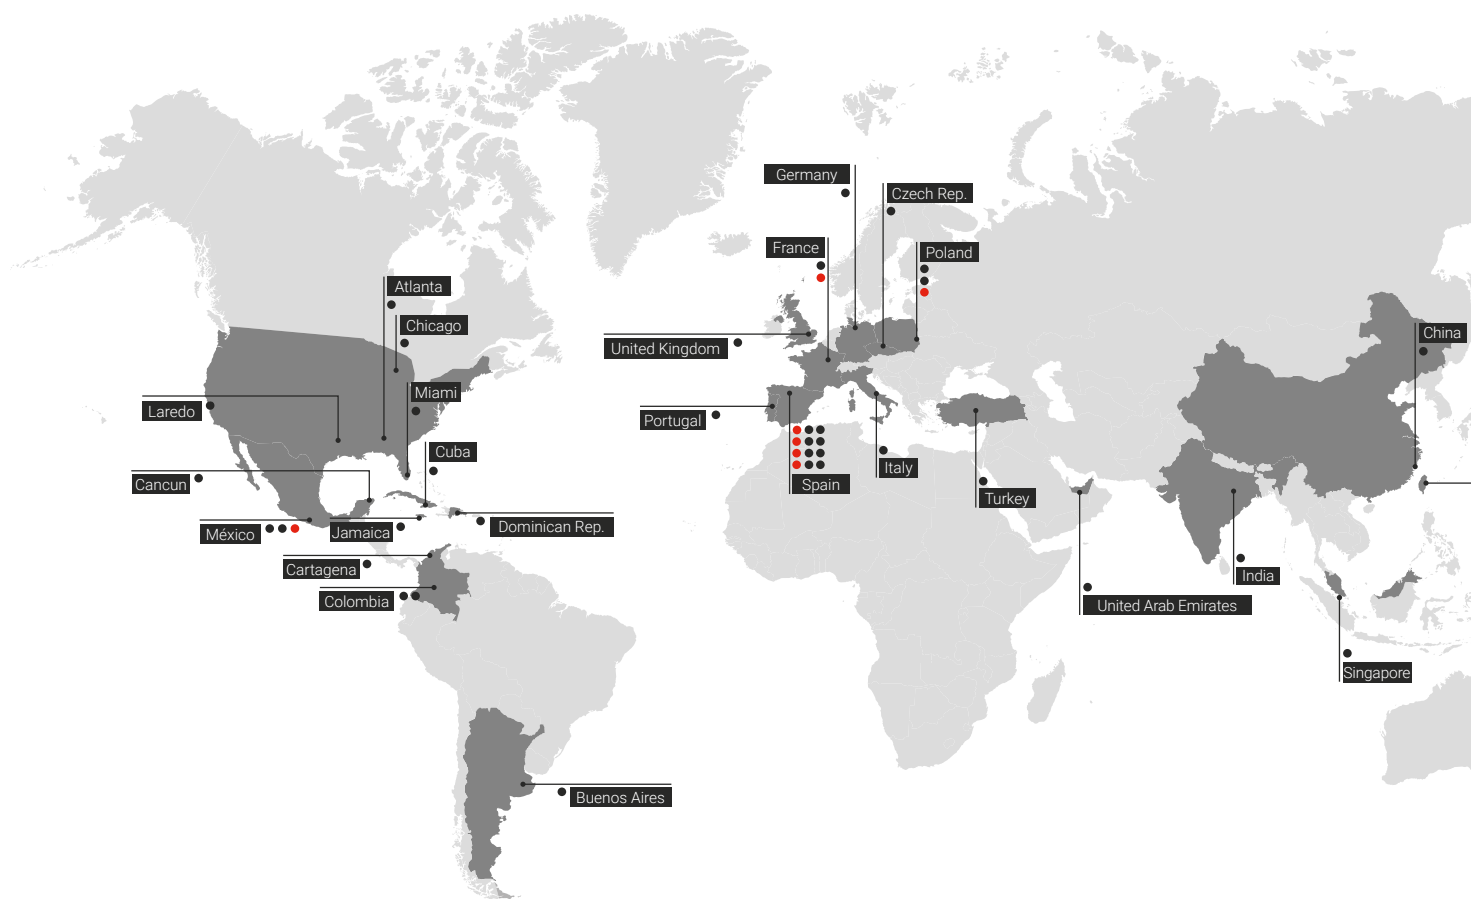 Germany
Czech Rep.
France
Poland
Atlanta
Chicago
China
United Kingdom
Miami
Laredo
Portugal
Cuba
Italy
Cancun
Spain
Turkey
Dominican Rep.
México
Jamaica
Cartagena
India
Colombia
United Arab Emirates
Singapore
Buenos Aires